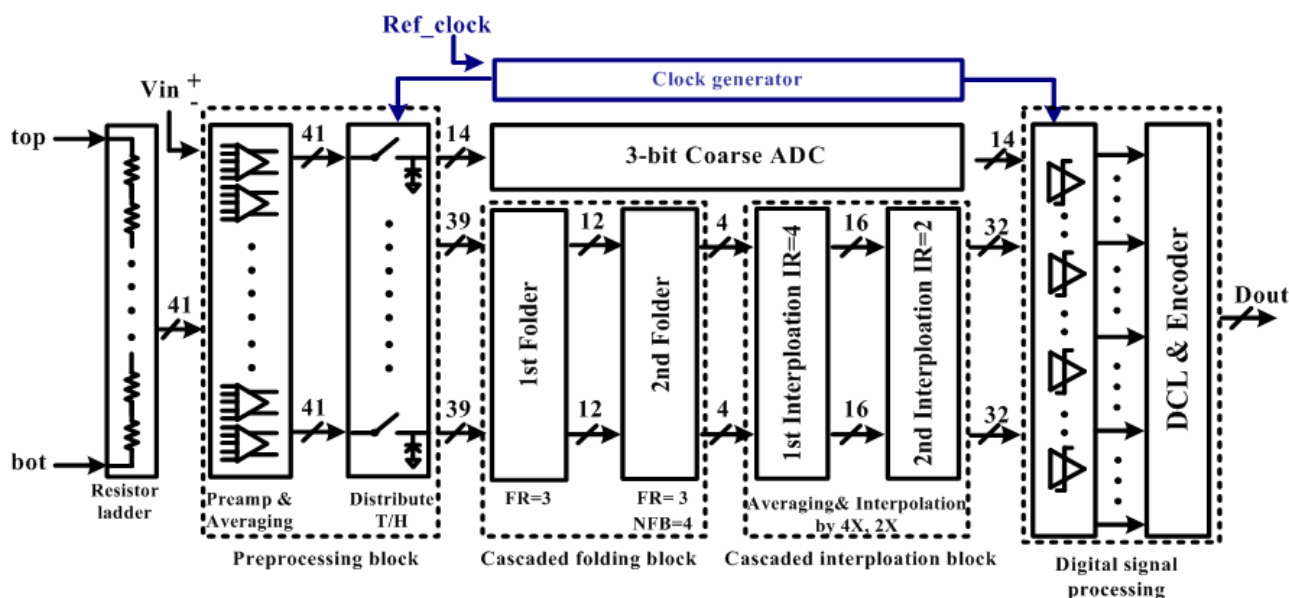 Ref_clock
Clock generator
Vin + -
top
41
14
3-bit Coarse ADC
14
39
12
4
16
32
41
1st Folder
2nd Folder
1st Interploation IR=4
2nd Interpolation IR=2
DCL & Encoder
Dout
41
39
12
4
16
32
bot
Resistor
ladder
Preamp &
Averaging
Distribute
T/H
FR=3
FR= 3
NFB=4
Averaging& Interpolation
by 4X, 2X
Preprocessing block
Cascaded folding block
Cascaded interploation block
Digital signal
processing